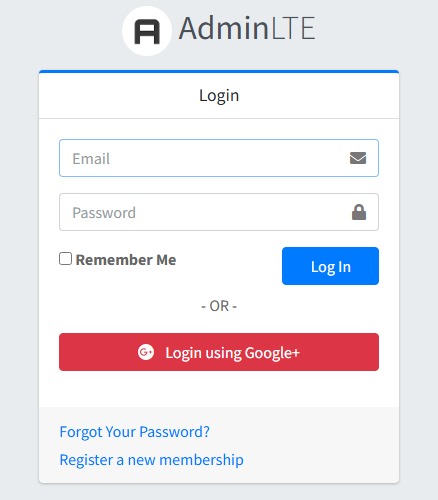 AdminLTE
Login
Email
Password
Remember Me
Log In
- OR -
Login using Google+
Forgot Your Password?
Register a new membership